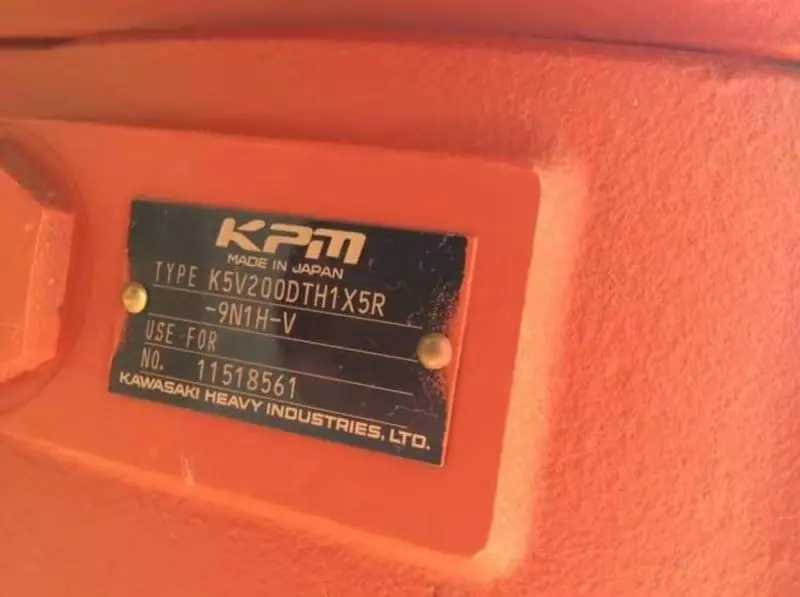 KPM
MADE IN JAPAN
TYPE K5V200DTH1X5R
-9N1H-V
USE FOR
NO. 11518561
KAWASAKI HEAVY INDUSTRIES, LTD.